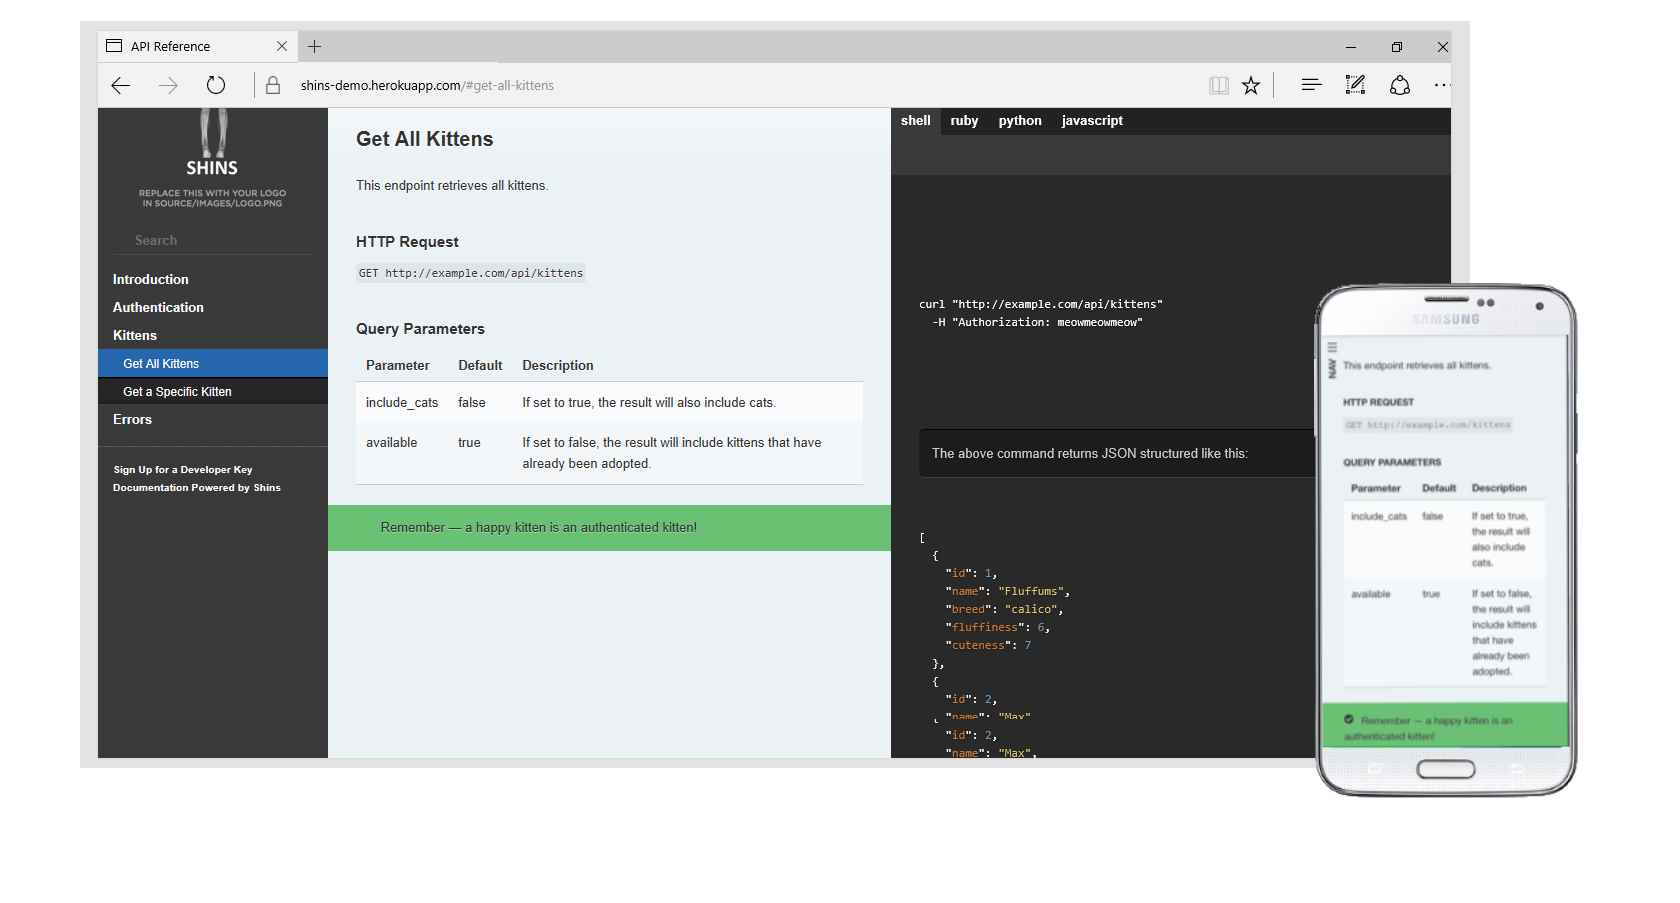 API Reference
shins-demo.herokuapp.com/#get-all-kittens
SHINS
REPLACE THIS WITH YOUR LOGO
IN SOURCE/IMAGES/LOGO.PNG
Search
Introduction
Authentication
Kittens
Get All Kittens
Get a Specific Kitten
Errors
Sign Up for a Developer Key
Documentation Powered by Shins
Get All Kittens
This endpoint retrieves all kittens.
HTTP Request
GET http://example.com/api/kittens
Query Parameters
Parameter Default Description
include_cats false If set to true, the result will also include cats.
available true If set to false, the result will include kittens that have
already been adopted.
Remember — a happy kitten is an authenticated kitten!
shell ruby python javascript
curl "http://example.com/api/kittens"
-H "Authorization: meowmeowmeow"
The above command returns JSON structured like this:
[
{
"id": 1,
"name": "Fluffums",
"breed": "calico",
"fluffiness": 6,
"cuteness": 7
},
{
"id": 2,
"name": "Max"
"id": 2,
"name": "Max",
SAMSUNG
NAV
This endpoint retrieves all kittens.
HTTP REQUEST
GET http://example.com/kittens
QUERY PARAMETERS
Parameter Default Description
include_cats false If set to true,
the result will
also include
cats.
available true If set to false,
the result will
include kittens
that have
already been
adopted.
Remember — a happy kitten is an
authenticated kitten!